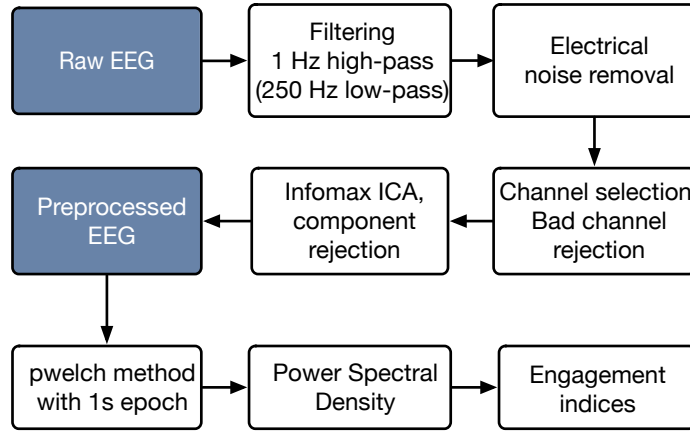 Raw EEG
Filtering
1 Hz high-pass
(250 Hz low-pass)
Electrical
noise removal
Preprocessed
EEG
Infomax ICA,
component
rejection
Channel selection
Bad channel
rejection
pwelch method
with 1s epoch
Power Spectral
Density
Engagement
indices